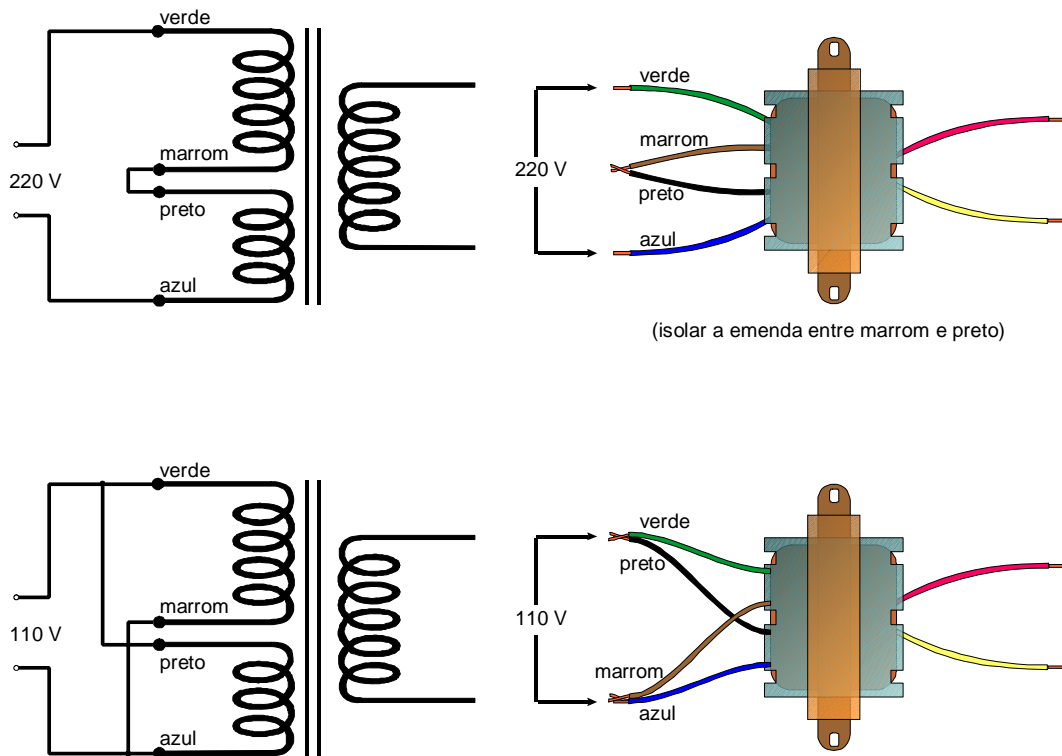 verde
marrom
220 V
preto
azul
verde
marrom
220 V
preto
azul
(isolar a emenda entre marrom e preto)
verde
marrom
110 V
preto
azul
verde
preto
110 V
marrom
azul